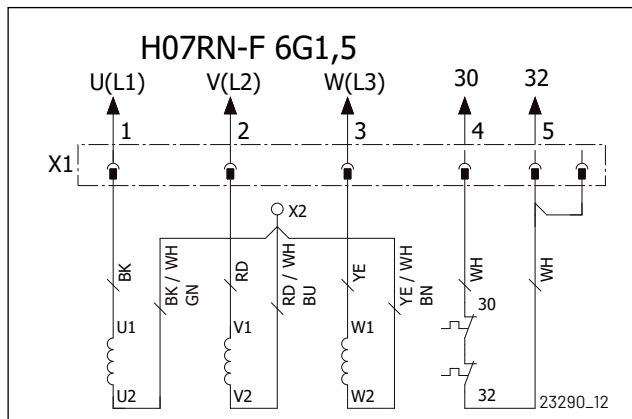 H07RN-F 6G1,5
U(L1) V(L2) W(L3) 30 32
1 2 3 4 5
X1
X2
BK BK / WH GN RD RD / WH BU YE YE / WH BN WH WH
30
U1 V1 W1
U2 V2 W2 32
23290_12